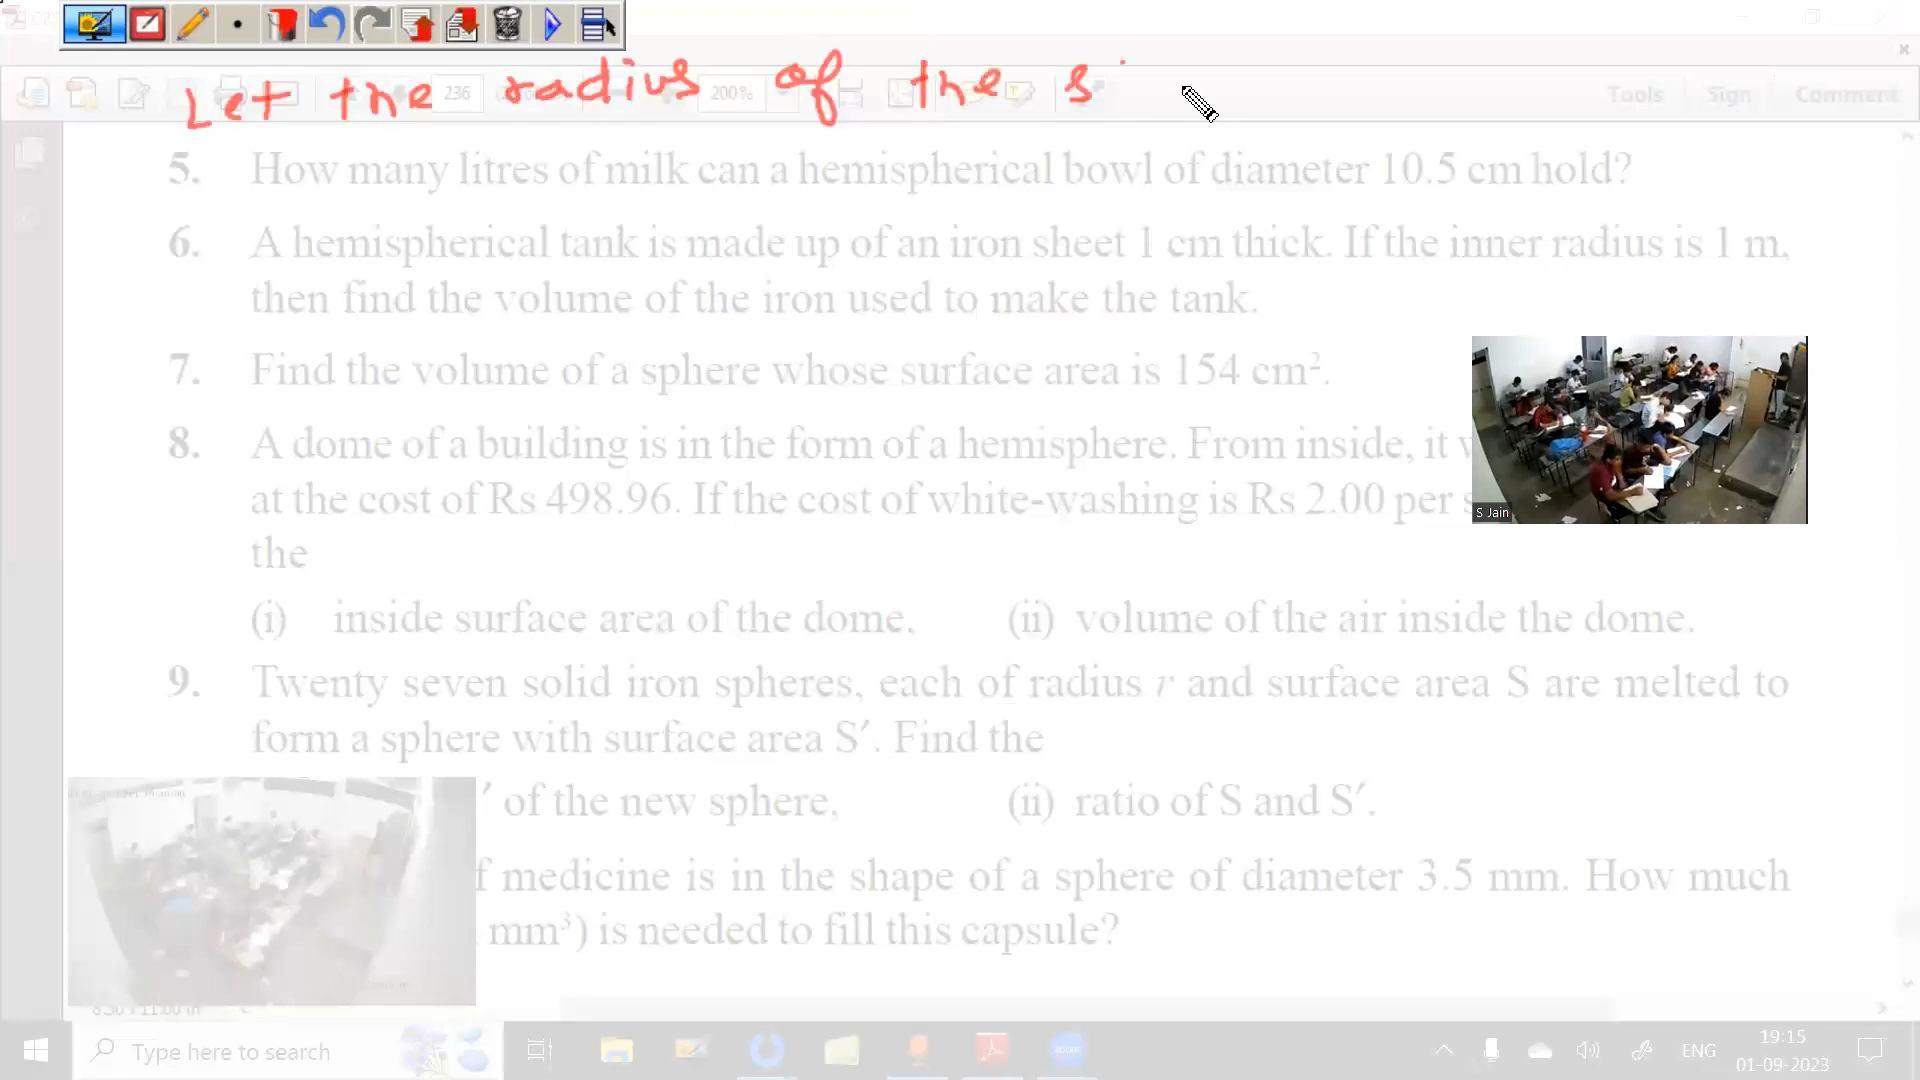 236
200%
Tools Sign Comment
Let the radius of the s
5. How many litres of milk can a hemispherical bowl of diameter 10.5 cm hold?
6. A hemispherical tank is made up of an iron sheet 1 cm thick. If the inner radius is 1 m,
then find the volume of the iron used to make the tank.
7. Find the volume of a sphere whose surface area is 154 cm².
8. A dome of a building is in the form of a hemisphere. From inside, it w
at the cost of Rs 498.96. If the cost of white-washing is Rs 2.00 per s
S Jain
the
(i) inside surface area of the dome, (ii) volume of the air inside the dome.
9. Twenty seven solid iron spheres, each of radius r and surface area S are melted to
form a sphere with surface area S′. Find the
′ of the new sphere, (ii) ratio of S and S′.
f medicine is in the shape of a sphere of diameter 3.5 mm. How much
mm³) is needed to fill this capsule?
8.50 x 11.00 in
Type here to search
zoom
ENG
19:15
01-09-2023